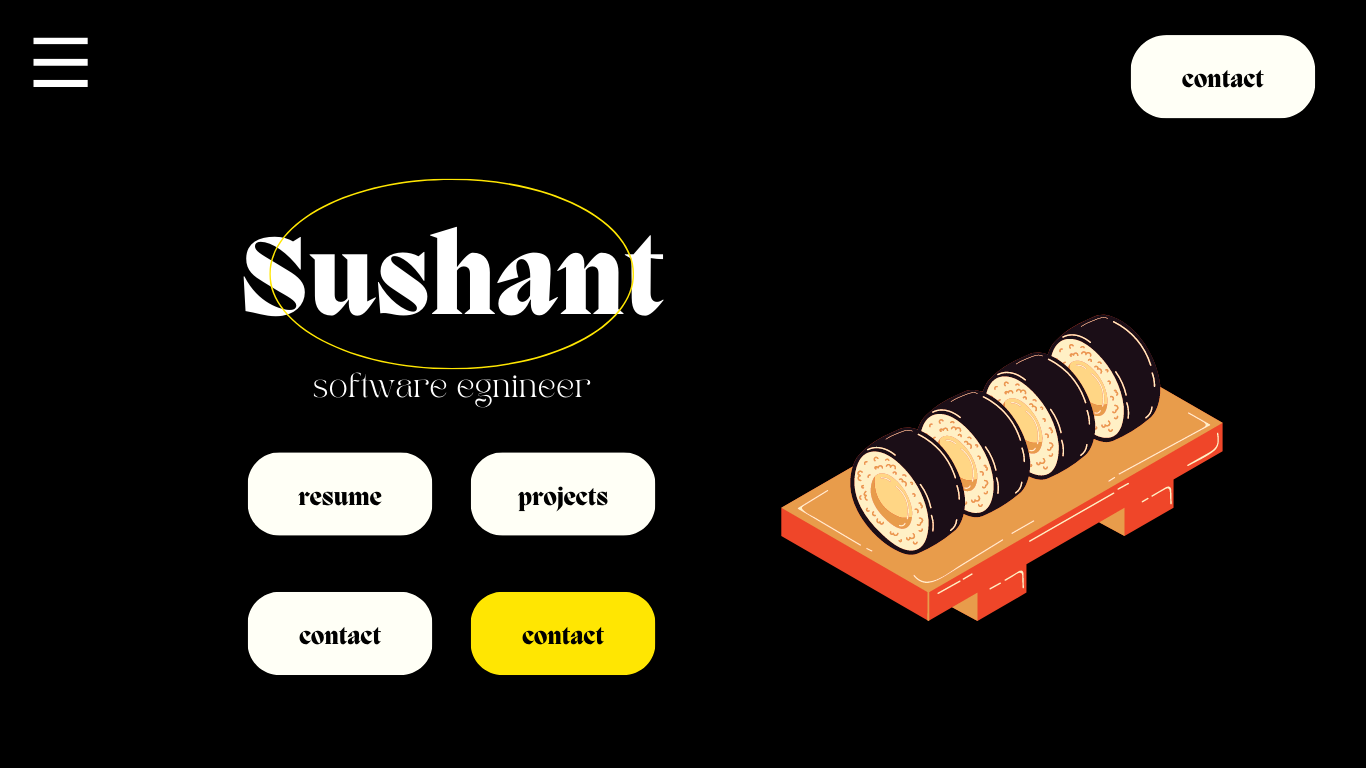 contact
Sushant
software egnineer
resume
projects
contact
contact